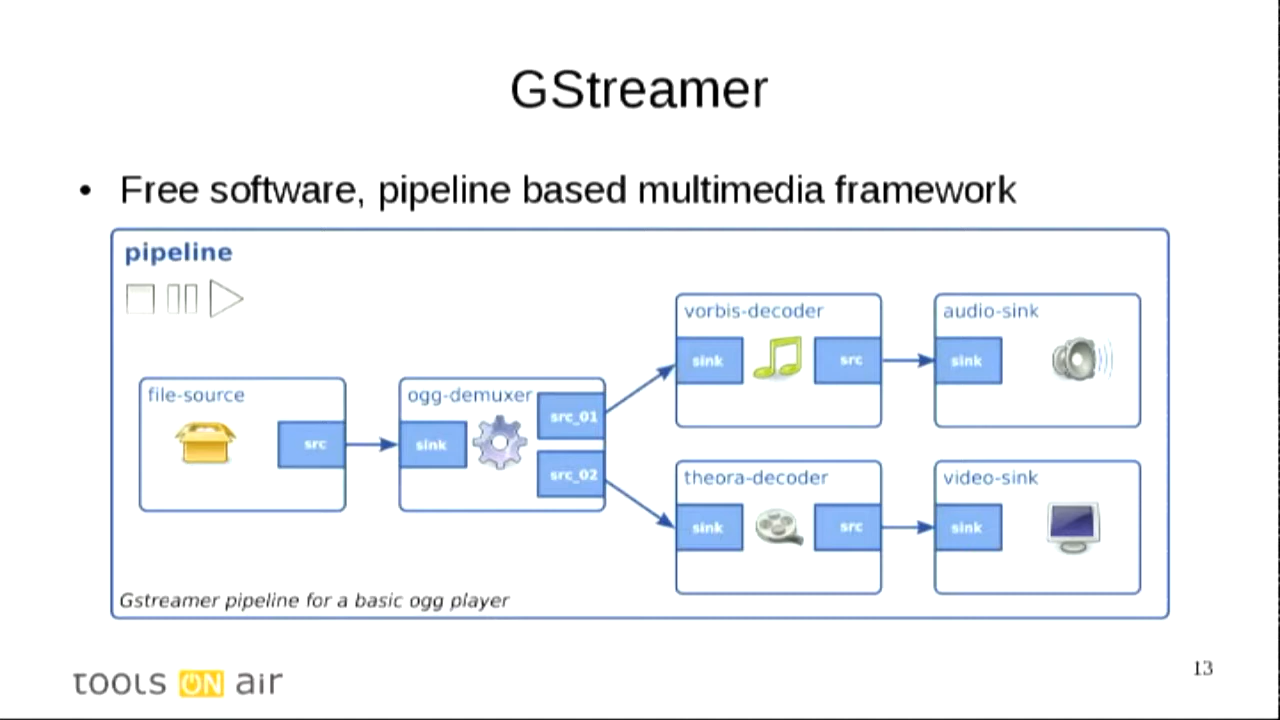 GStreamer
• Free software, pipeline based multimedia framework
pipeline
file-source
src
ogg-demuxer
sink
src_01
src_02
vorbis-decoder
sink
src
audio-sink
sink
theora-decoder
sink
src
video-sink
sink
Gstreamer pipeline for a basic ogg player
tools ON air
13